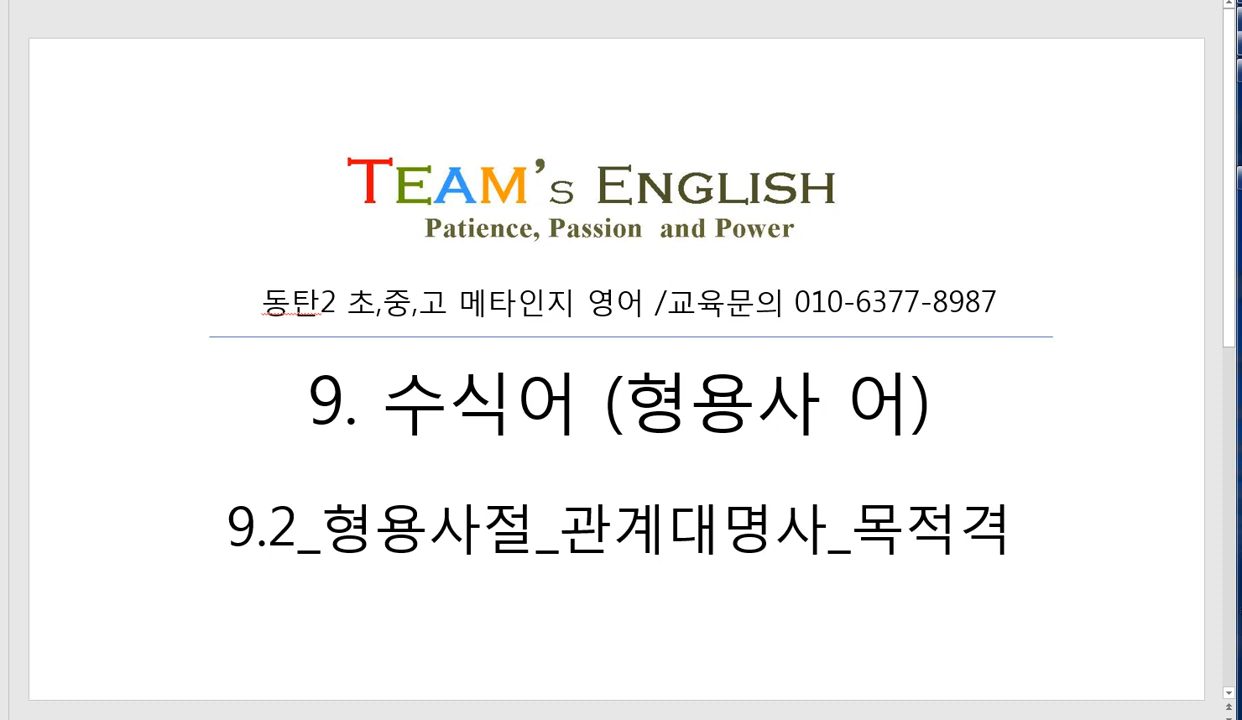 TEAM's ENGLISH
Patience, Passion and Power
동탄2 초,중,고 메타인지 영어 /교육문의 010-6377-8987
9. 수식어 (형용사 어)
9.2_형용사절_관계대명사_목적격